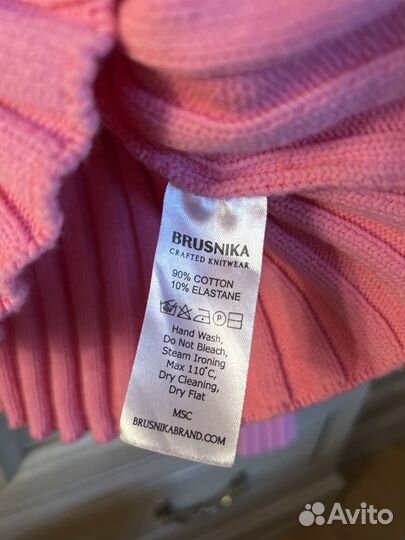 BRUSNIKA
CRAFTED KNITWEAR
90% COTTON
10% ELASTANE
Hand Wash,
Do Not Bleach,
Steam Ironing
Max 110˚C,
Dry Cleaning,
Dry Flat
MSC
BRUSNIKABRAND.COM
Avito